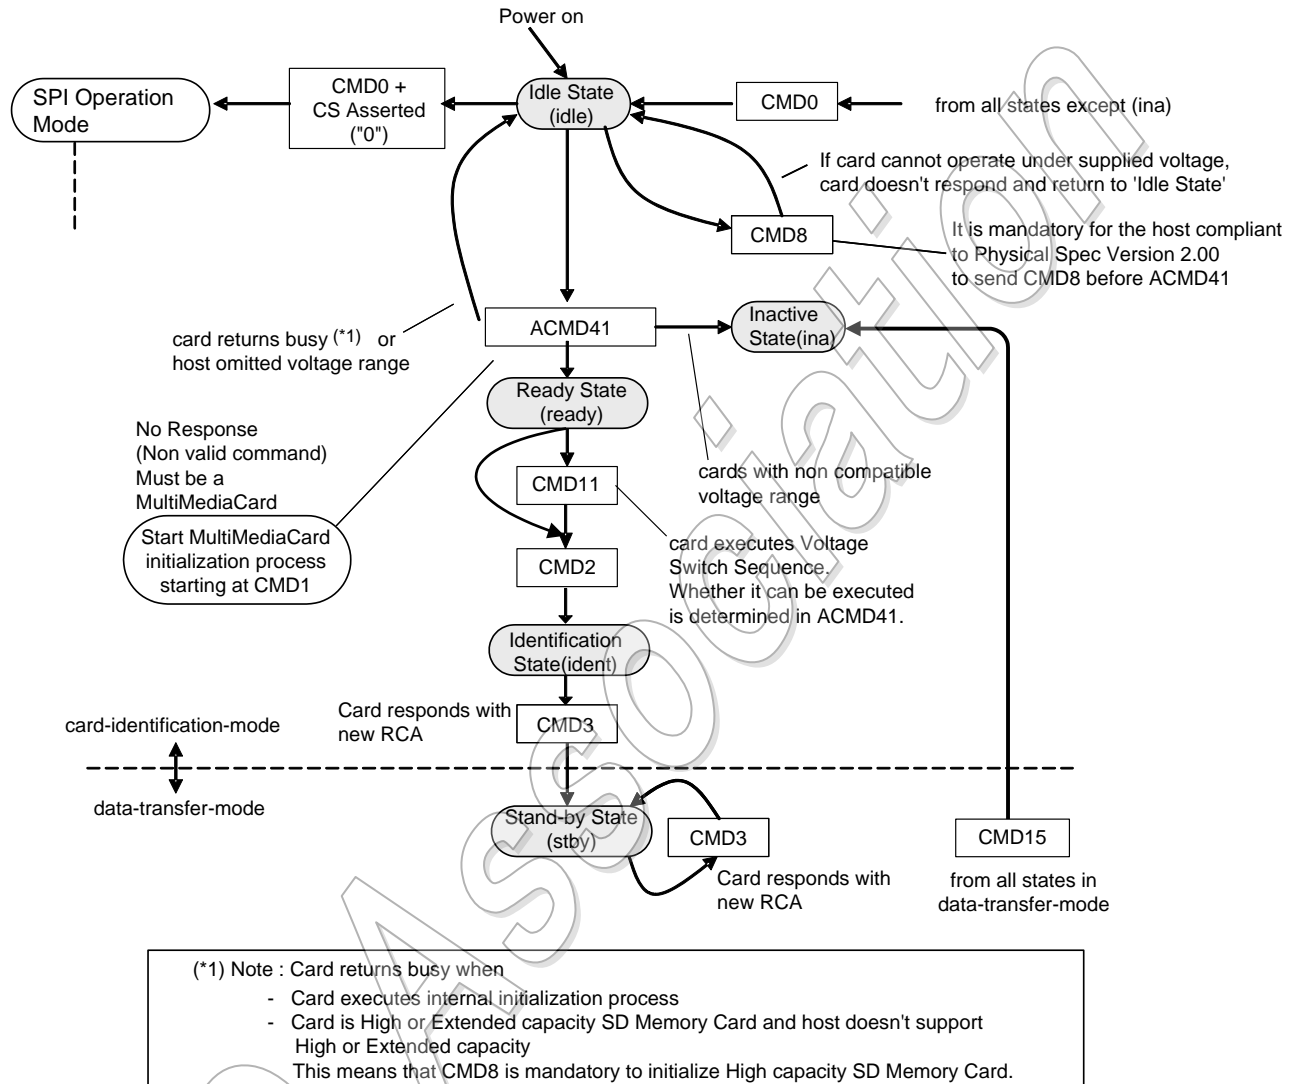 Power on
SPI Operation
Mode
CMD0 +
CS Asserted
("0")
Idle State
(idle)
CMD0
from all states except (ina)
If card cannot operate under supplied voltage,
card doesn't respond and return to 'Idle State'
CMD8
It is mandatory for the host compliant
to Physical Spec Version 2.00
to send CMD8 before ACMD41
card returns busy (*1) or
host omitted voltage range
ACMD41
Inactive
State(ina)
Ready State
(ready)
No Response
(Non valid command)
Must be a
MultiMediaCard
Start MultiMediaCard
initialization process
starting at CMD1
CMD11
cards with non compatible
voltage range
card executes Voltage
Switch Sequence.
Whether it can be executed
is determined in ACMD41.
CMD2
Identification
State(ident)
Card responds with
new RCA
CMD3
card-identification-mode
data-transfer-mode
Stand-by State
(stby)
CMD3
Card responds with
new RCA
CMD15
from all states in
data-transfer-mode
(*1) Note : Card returns busy when
- Card executes internal initialization process
- Card is High or Extended capacity SD Memory Card and host doesn't support
High or Extended capacity
This means that CMD8 is mandatory to initialize High capacity SD Memory Card.
Association